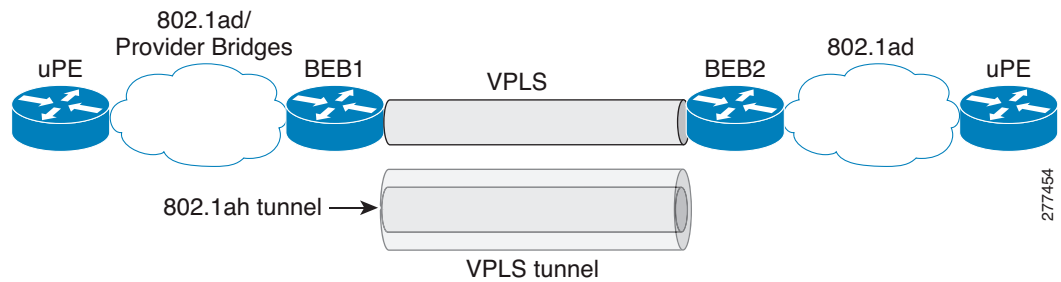 802.1ad/
Provider Bridges
802.1ad
uPE
BEB1
VPLS
BEB2
uPE
802.1ah tunnel
VPLS tunnel
277454